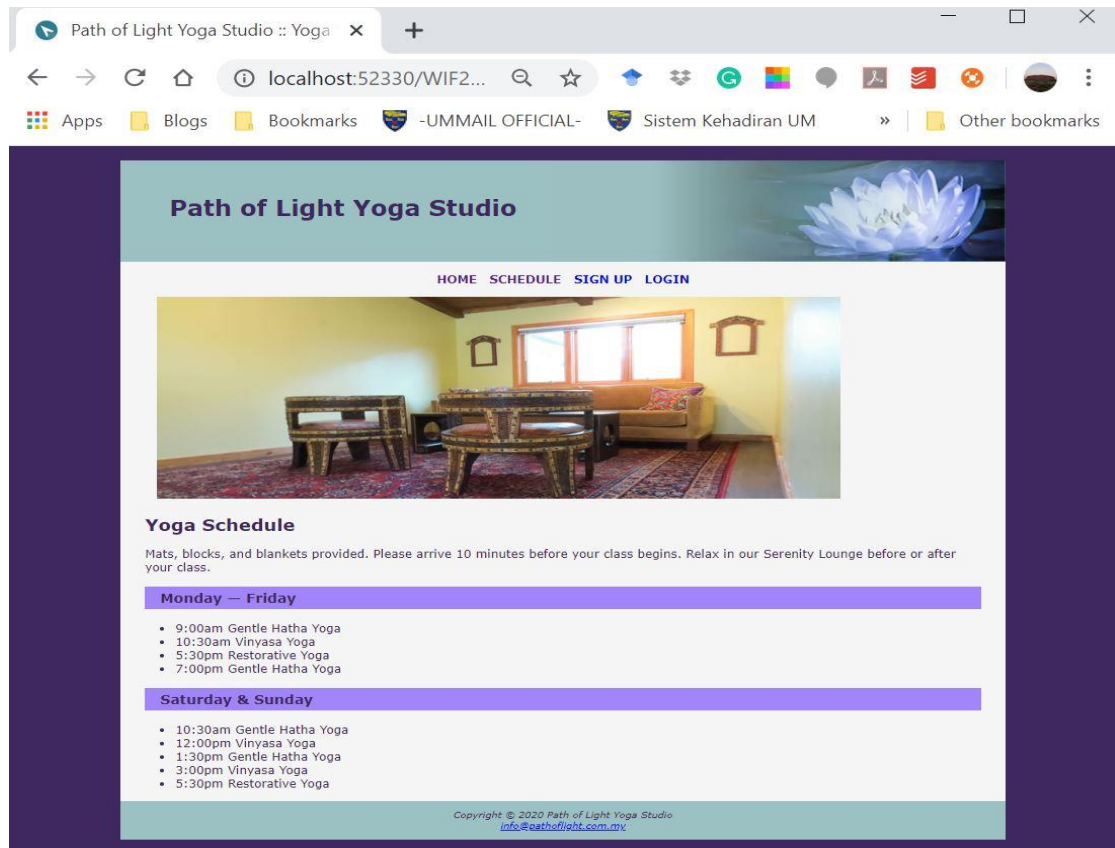 Path of Light Yoga Studio :: Yoga
localhost:52330/WIF2...
Apps Blogs Bookmarks -UMMAIL OFFICIAL- Sistem Kehadiran UM » Other bookmarks
Path of Light Yoga Studio
HOME SCHEDULE SIGN UP LOGIN
Yoga Schedule
Mats, blocks, and blankets provided. Please arrive 10 minutes before your class begins. Relax in our Serenity Lounge before or after
your class.
Monday — Friday
• 9:00am Gentle Hatha Yoga
• 10:30am Vinyasa Yoga
• 5:30pm Restorative Yoga
• 7:00pm Gentle Hatha Yoga
Saturday & Sunday
• 10:30am Gentle Hatha Yoga
• 12:00pm Vinyasa Yoga
• 1:30pm Gentle Hatha Yoga
• 3:00pm Vinyasa Yoga
• 5:30pm Restorative Yoga
Copyright © 2020 Path of Light Yoga Studio
info@pathoflight.com.my